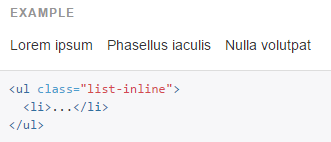 EXAMPLE
Lorem ipsum Phasellus iaculis Nulla volutpat
<ul class="list-inline">
  <li>...</li>
</ul>